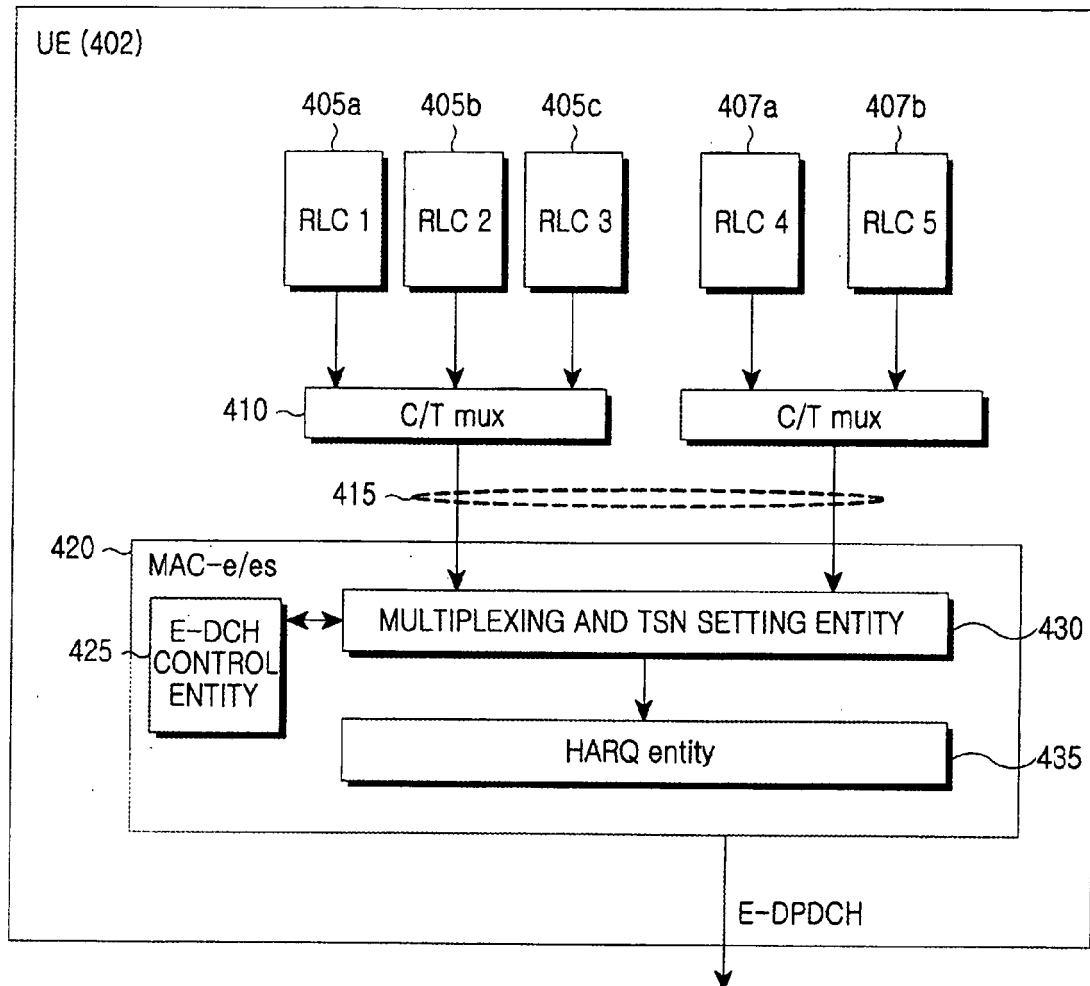 UE (402)
405a 405b 405c 407a 407b
RLC 1 RLC 2 RLC 3 RLC 4 RLC 5
410 C/T mux C/T mux
415
420
MAC-e/es
425 E-DCH CONTROL ENTITY
MULTIPLEXING AND TSN SETTING ENTITY 430
HARQ entity 435
E-DPDCH